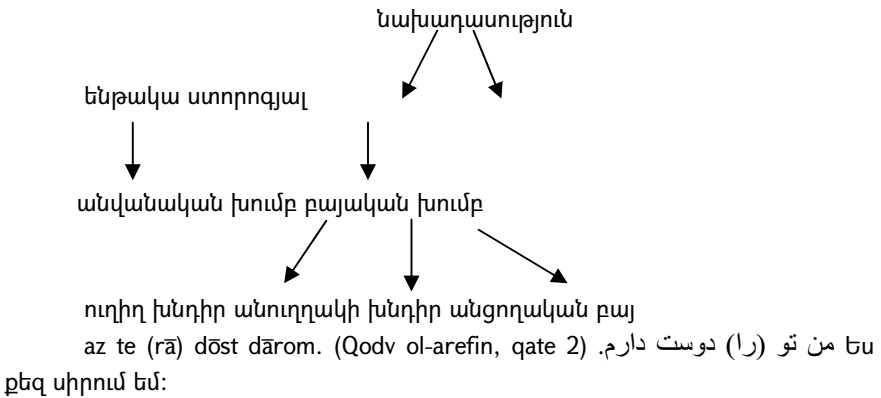 նախադասություն
ենթակա ստորոգյալ
անվանական խումբ բայական խումբ
ուղիղ խնդիր անուղղակի խնդիր անցողական բայ
az te (rā) dōst dārom. (Qodv ol-arefin, qate 2) .من تو (را) دوست دارم Ես
քեզ սիրում եմ: